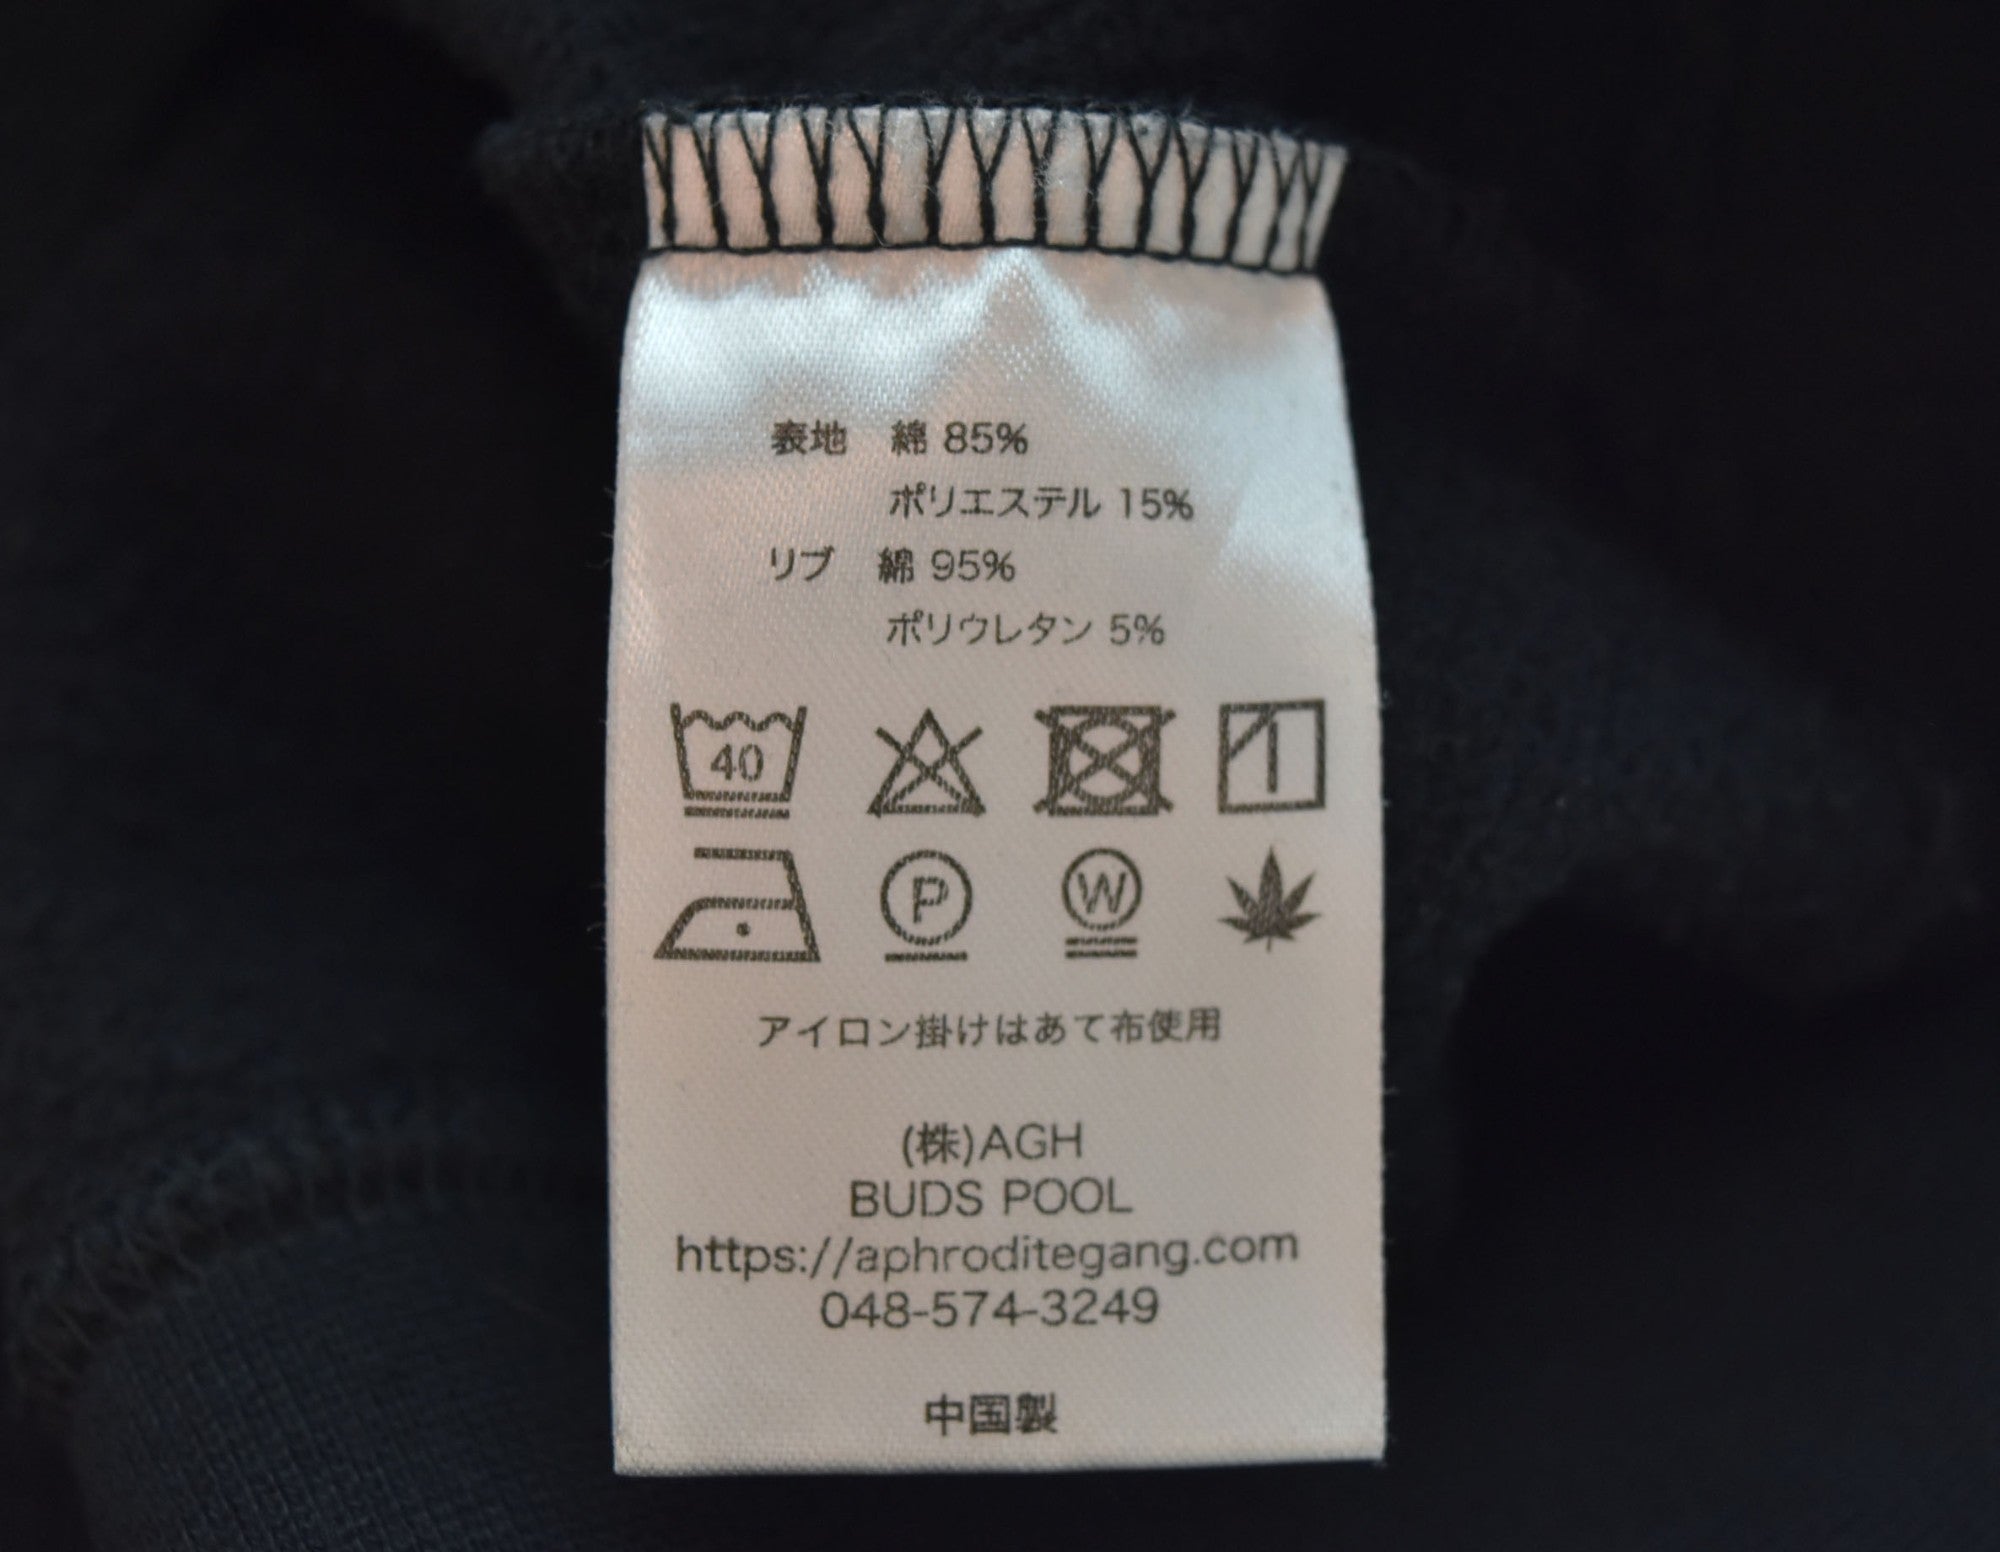 表地 綿 85%
ポリエステル 15%
リブ 綿 95%
ポリウレタン 5%
40
P
W
アイロン掛けはあて布使用
(株)AGH
BUDS POOL
https://aphroditegang.com
048-574-3249
中国製